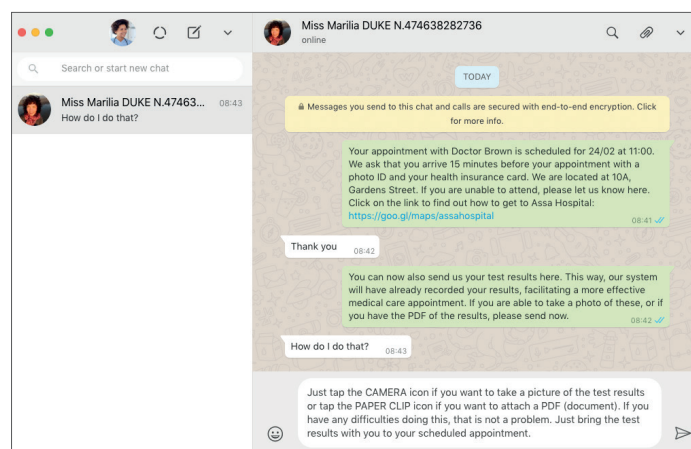 Miss Marilia DUKE N.474638282736
online
Search or start new chat
Miss Marilia DUKE N.47463... 08:43
How do I do that?
TODAY
Messages you send to this chat and calls are secured with end-to-end encryption. Click
for more info.
Your appointment with Doctor Brown is scheduled for 24/02 at 11:00.
We ask that you arrive 15 minutes before your appointment with a
photo ID and your health insurance card. We are located at 10A,
Gardens Street. If you are unable to attend, please let us know here.
Click on the link to find out how to get to Assa Hospital:
https://goo.gl/maps/assahospital
08:41
Thank you 08:42
You can now also send us your test results here. This way, our system
will have already recorded your results, facilitating a more effective
medical care appointment. If you are able to take a photo of these, or if
you have the PDF of the results, please send now.
08:42
How do I do that? 08:43
Just tap the CAMERA icon if you want to take a picture of the test results
or tap the PAPER CLIP icon if you want to attach a PDF (document). If you
have any difficulties doing this, that is not a problem. Just bring the test
results with you to your scheduled appointment.